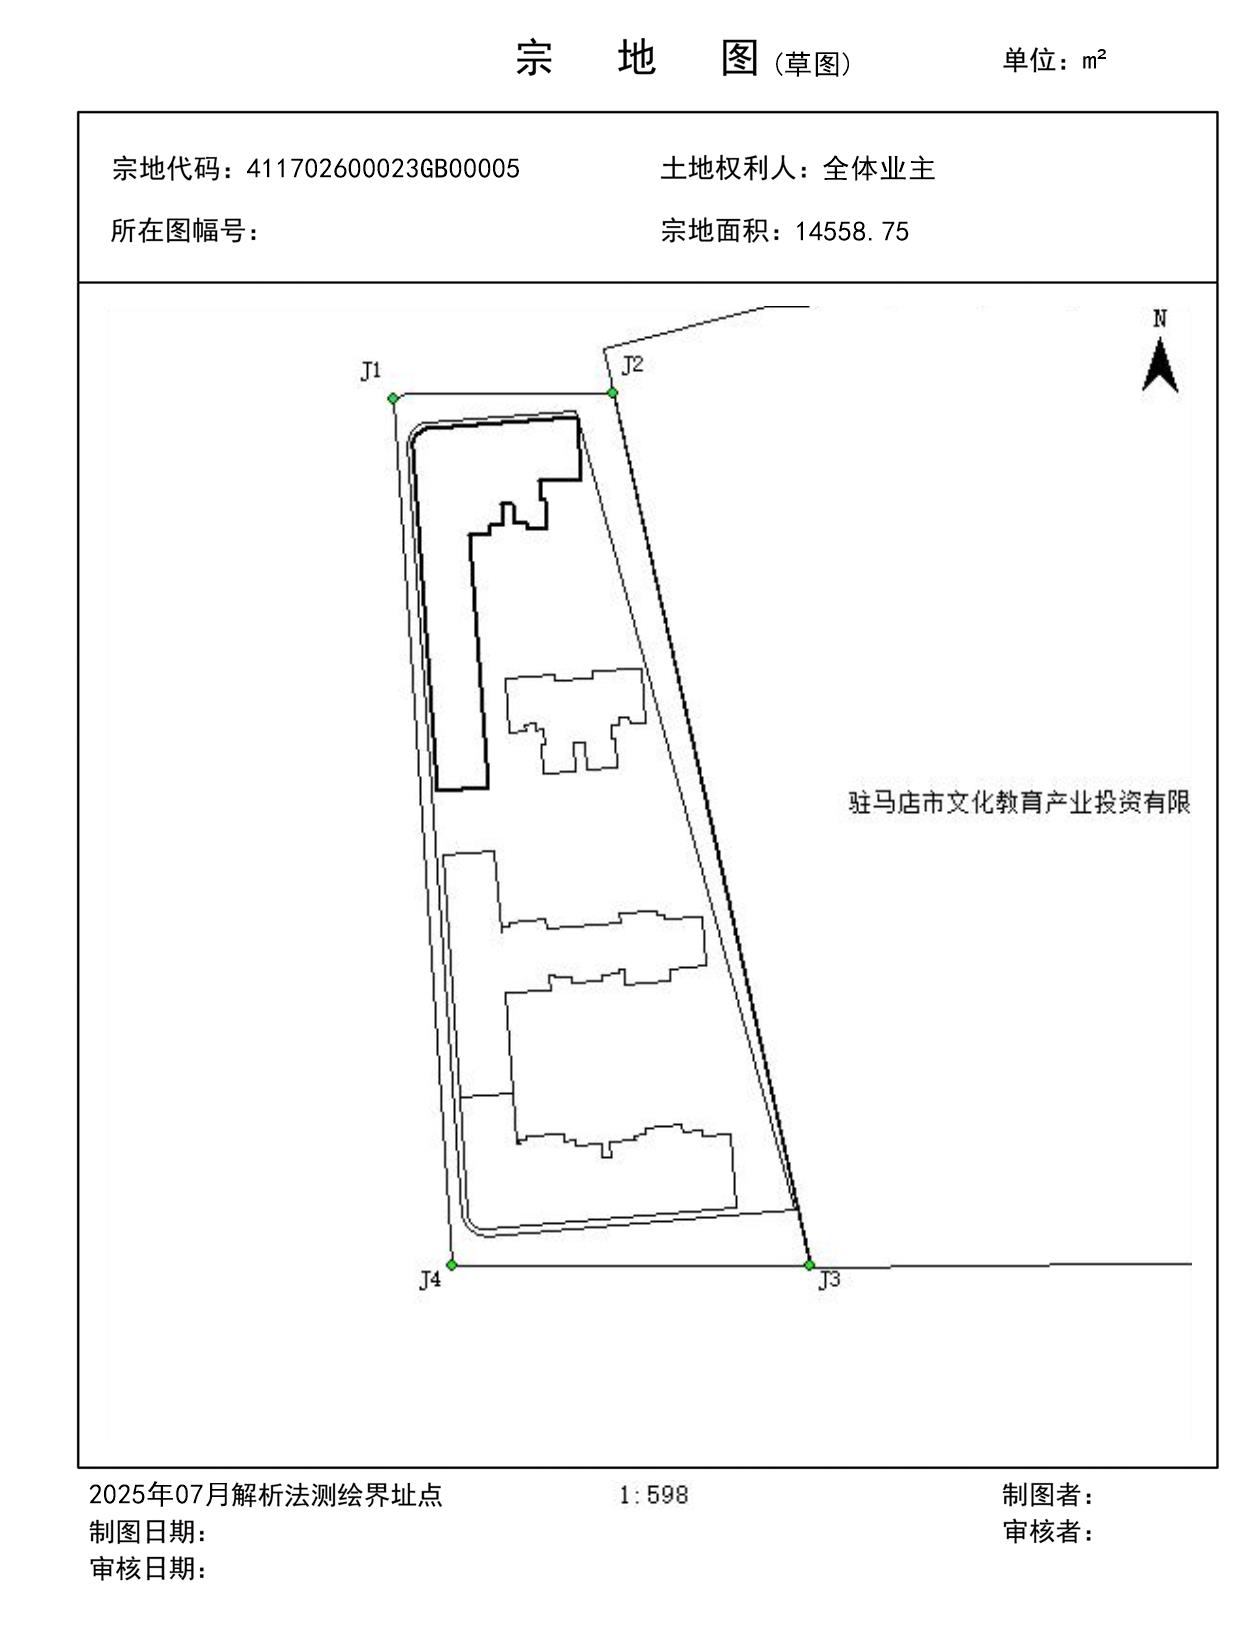 宗 地 图 (草图) 单位：m²
宗地代码：411702600023GB00005 土地权利人：全体业主
所在图幅号： 宗地面积：14558.75
N
J1 J2
驻马店市文化教育产业投资有限
J4 J3
2025年07月解析法测绘界址点 1:598 制图者：
制图日期： 审核者：
审核日期：